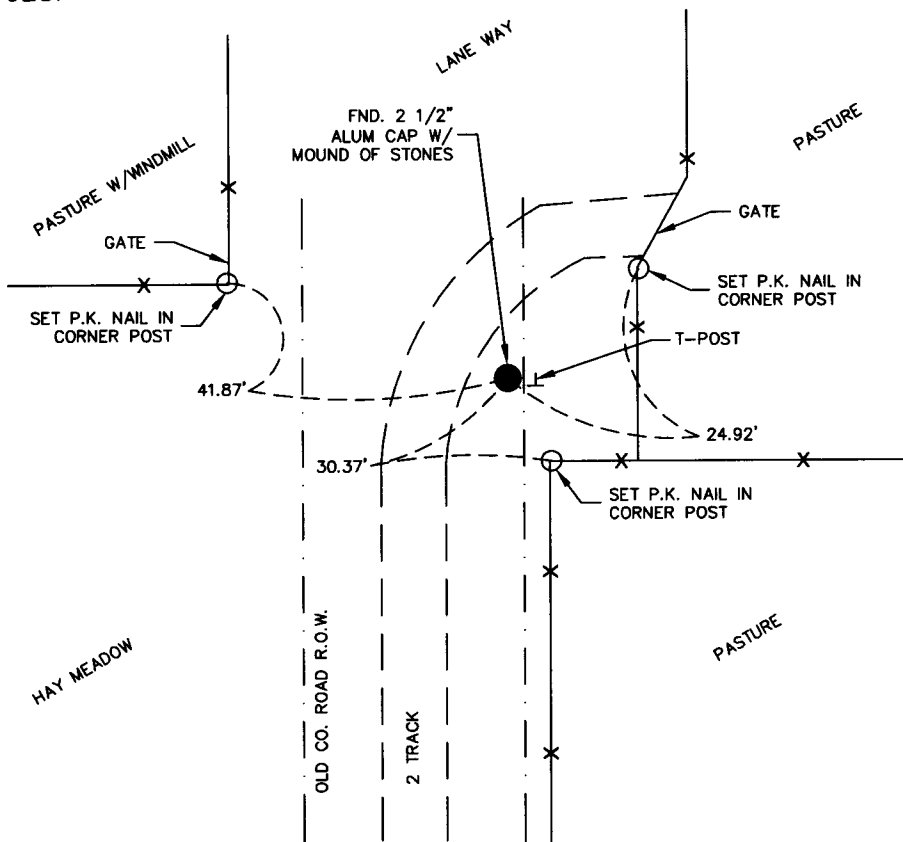 LANE WAY
FND. 2 1/2"
ALUM CAP W/
MOUND OF STONES
PASTURE
PASTURE W/WINDMILL
GATE
GATE
SET P.K. NAIL IN
CORNER POST
SET P.K. NAIL IN
CORNER POST
T-POST
41.87'
24.92'
30.37'
SET P.K. NAIL IN
CORNER POST
HAY MEADOW
OLD CO. ROAD R.O.W.
2 TRACK
PASTURE